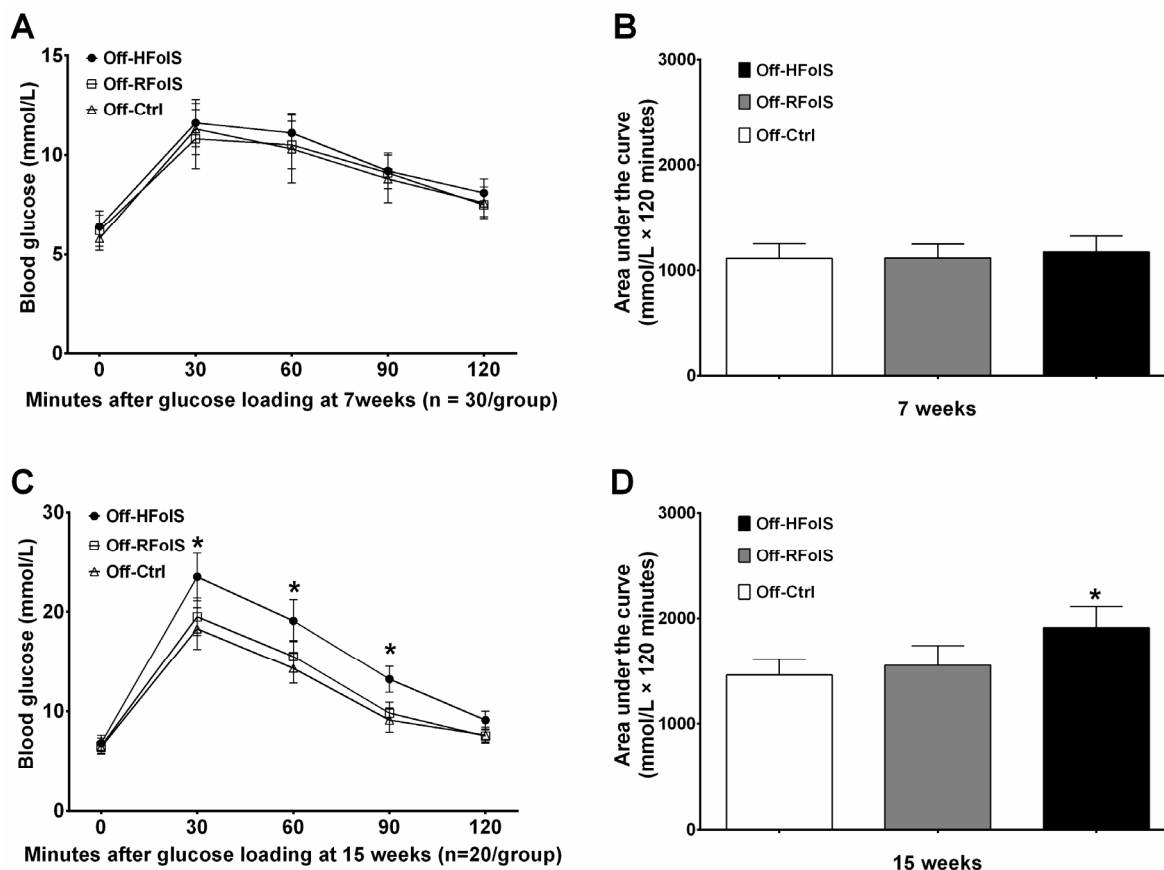 A
15
10
5
0
Blood glucose (mmol/L)
Off-HFolS
Off-RFolS
Off-Ctrl
0 30 60 90 120
Minutes after glucose loading at 7weeks (n = 30/group)
B
3000
2000
1000
0
Area under the curve
(mmol/L × 120 minutes)
Off-HFolS
Off-RFolS
Off-Ctrl
7 weeks
C
30
20
10
0
Blood glucose (mmol/L)
Off-HFolS
Off-RFolS
Off-Ctrl
*
*
*
0 30 60 90 120
Minutes after glucose loading at 15 weeks (n=20/group)
D
3000
2000
1000
0
Area under the curve
(mmol/L × 120 minutes)
Off-HFolS
Off-RFolS
Off-Ctrl
*
15 weeks